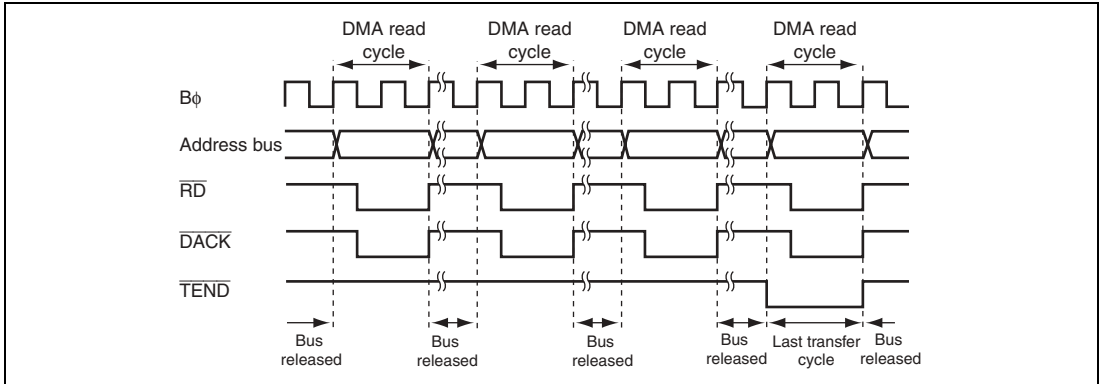 DMA read
cycle
DMA read
cycle
DMA read
cycle
DMA read
cycle
Bϕ
Address bus
RD
DACK
TEND
Bus
released
Bus
released
Bus
released
Bus
released
Last transfer
cycle
Bus
released